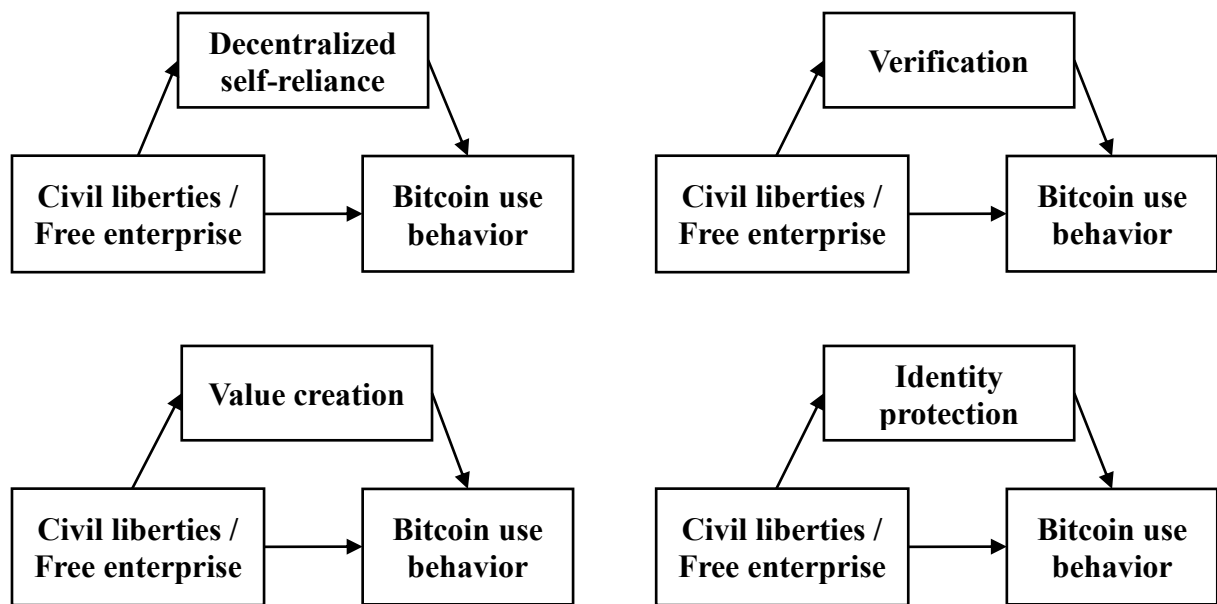 Decentralized
self-reliance
Civil liberties /
Free enterprise
Bitcoin use
behavior
Verification
Civil liberties /
Free enterprise
Bitcoin use
behavior
Value creation
Civil liberties /
Free enterprise
Bitcoin use
behavior
Identity
protection
Civil liberties /
Free enterprise
Bitcoin use
behavior